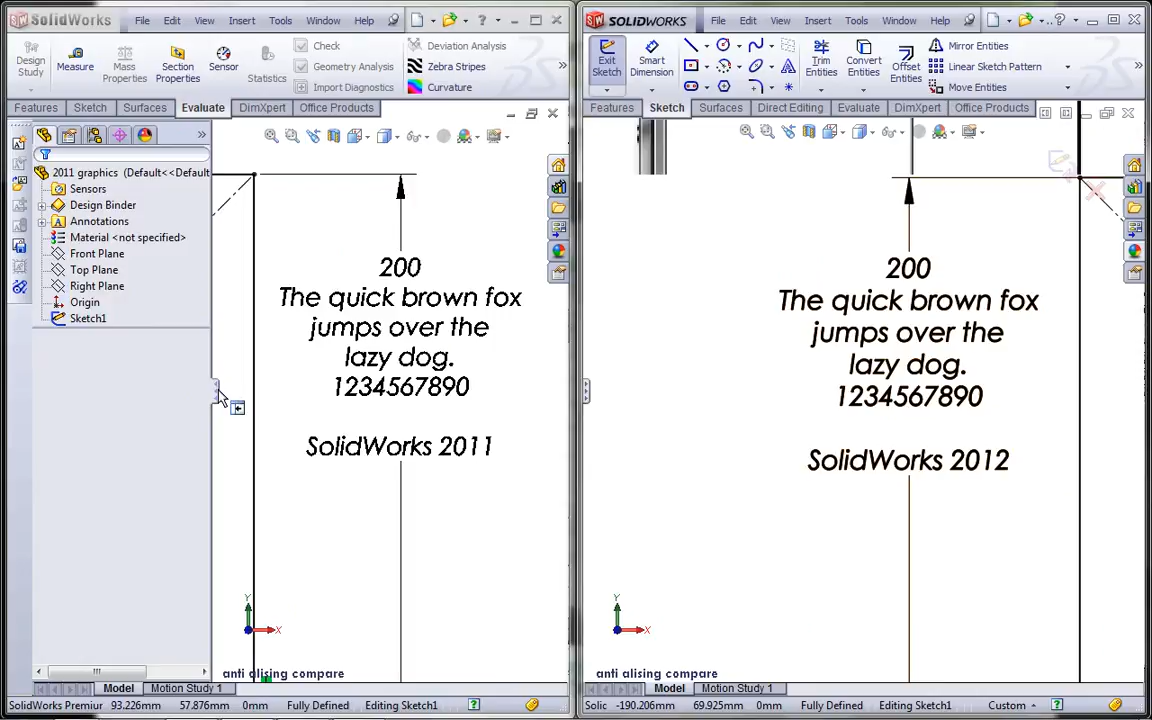 SolidWorks File Edit View Insert Tools Window Help
Design Study
Measure
Mass Properties
Section Properties
Sensor
Statistics
Check
Geometry Analysis
Import Diagnostics
Deviation Analysis
Zebra Stripes
Curvature
Features Sketch Surfaces Evaluate DimXpert Office Products
2011 graphics (Default<<Default
Sensors
Design Binder
Annotations
Material <not specified>
Front Plane
Top Plane
Right Plane
Origin
Sketch1
200
The quick brown fox
jumps over the
lazy dog.
1234567890
SolidWorks 2011
Y
X
anti alising compare
Model Motion Study 1
SolidWorks Premiur 93.226mm 57.876mm 0mm Fully Defined Editing Sketch1
SOLIDWORKS File Edit View Insert Tools Window Help
Exit Sketch
Smart Dimension
Trim Entities
Convert Entities
Offset Entities
Mirror Entities
Linear Sketch Pattern
Move Entities
Features Sketch Surfaces Direct Editing Evaluate DimXpert Office Products
200
The quick brown fox
jumps over the
lazy dog.
1234567890
SolidWorks 2012
Y
X
anti alising compare
Model Motion Study 1
Solic -190.206mm 69.925mm 0mm Fully Defined Editing Sketch1 Custom